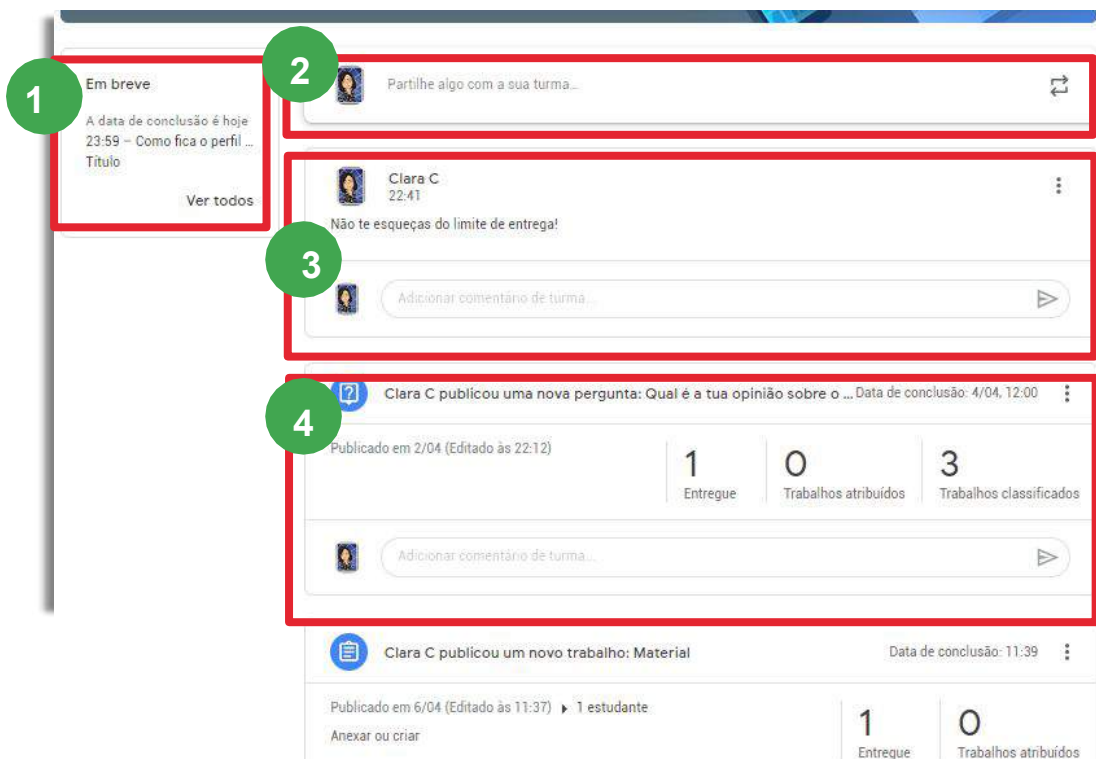 1
Em breve
A data de conclusão é hoje
23:59 – Como fica o perfil ...
Título
Ver todos
2
Partilhe algo com a sua turma...
3
Clara C
22:41
Não te esqueças do limite de entrega!
Adicionar comentário de turma...
4
Clara C publicou uma nova pergunta: Qual é a tua opinião sobre o ... Data de conclusão: 4/04, 12:00
Publicado em 2/04 (Editado às 22:12)
1 0 3
Entregue Trabalhos atribuídos Trabalhos classificados
Adicionar comentário de turma...
Clara C publicou um novo trabalho: Material Data de conclusão: 11:39
Publicado em 6/04 (Editado às 11:37) 1 estudante
Anexar ou criar
1 0
Entregue Trabalhos atribuídos